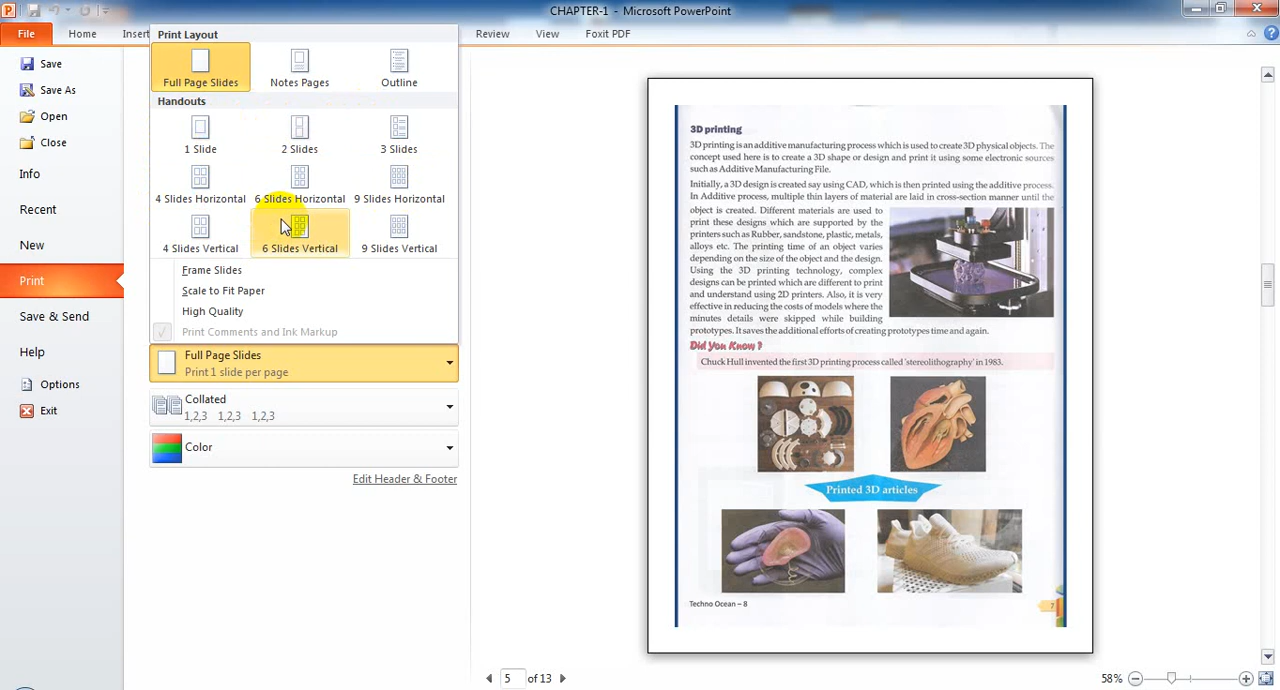 CHAPTER-1 - Microsoft PowerPoint
File Home Insert Review View Foxit PDF
Save
Save As
Open
Close
Info
Recent
New
Print
Save & Send
Help
Options
Exit
Print Layout
Full Page Slides Notes Pages Outline
Handouts
1 Slide 2 Slides 3 Slides
4 Slides Horizontal 6 Slides Horizontal 9 Slides Horizontal
4 Slides Vertical 6 Slides Vertical 9 Slides Vertical
Frame Slides
Scale to Fit Paper
High Quality
Print Comments and Ink Markup
Full Page Slides
Print 1 slide per page
Collated
1,2,3 1,2,3 1,2,3
Color
Edit Header & Footer
3D printing
3D printing is an additive manufacturing process which is used to create 3D physical objects. The
concept used here is to create a 3D shape or design and print it using some electronic sources
such as Additive Manufacturing File.
Initially, a 3D design is created say using CAD, which is then printed using the additive process.
In Additive process, multiple thin layers of material are laid in cross-section manner until the
object is created. Different materials are used to
print these designs which are supported by the
printers such as Rubber, sandstone, plastic, metals,
alloys etc. The printing time of an object varies
depending on the size of the object and the design.
Using the 3D printing technology, complex
designs can be printed which are different to print
and understand using 2D printers. Also, it is very
effective in reducing the costs of models where the
minutes details were skipped while building
prototypes. It saves the additional efforts of creating prototypes time and again.
Did You Know ?
Chuck Hull invented the first 3D printing process called 'stereolithography' in 1983.
Printed 3D articles
Techno Ocean – 8
7
5 of 13
58%